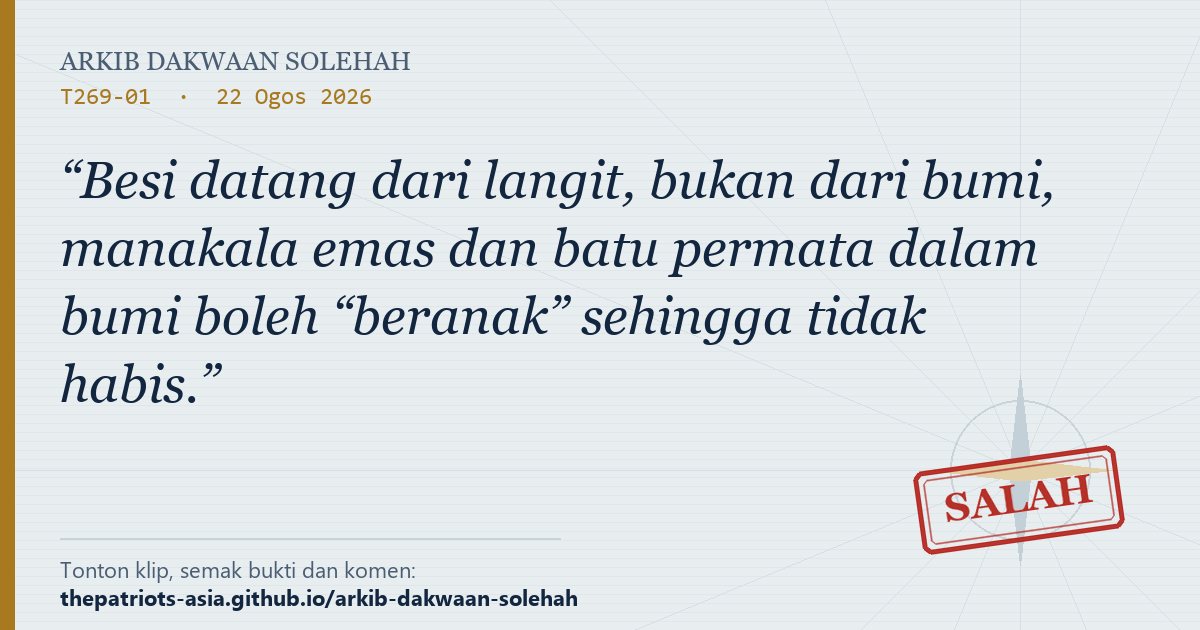 ARKIB DAKWAAN SOLEHAH
T269-01 · 22 Ogos 2026
“Besi datang dari langit, bukan dari bumi,
manakala emas dan batu permata dalam
bumi boleh “beranak” sehingga tidak
habis.”
SALAH
Tonton klip, semak bukti dan komen:
thepatriots-asia.github.io/arkib-dakwaan-solehah